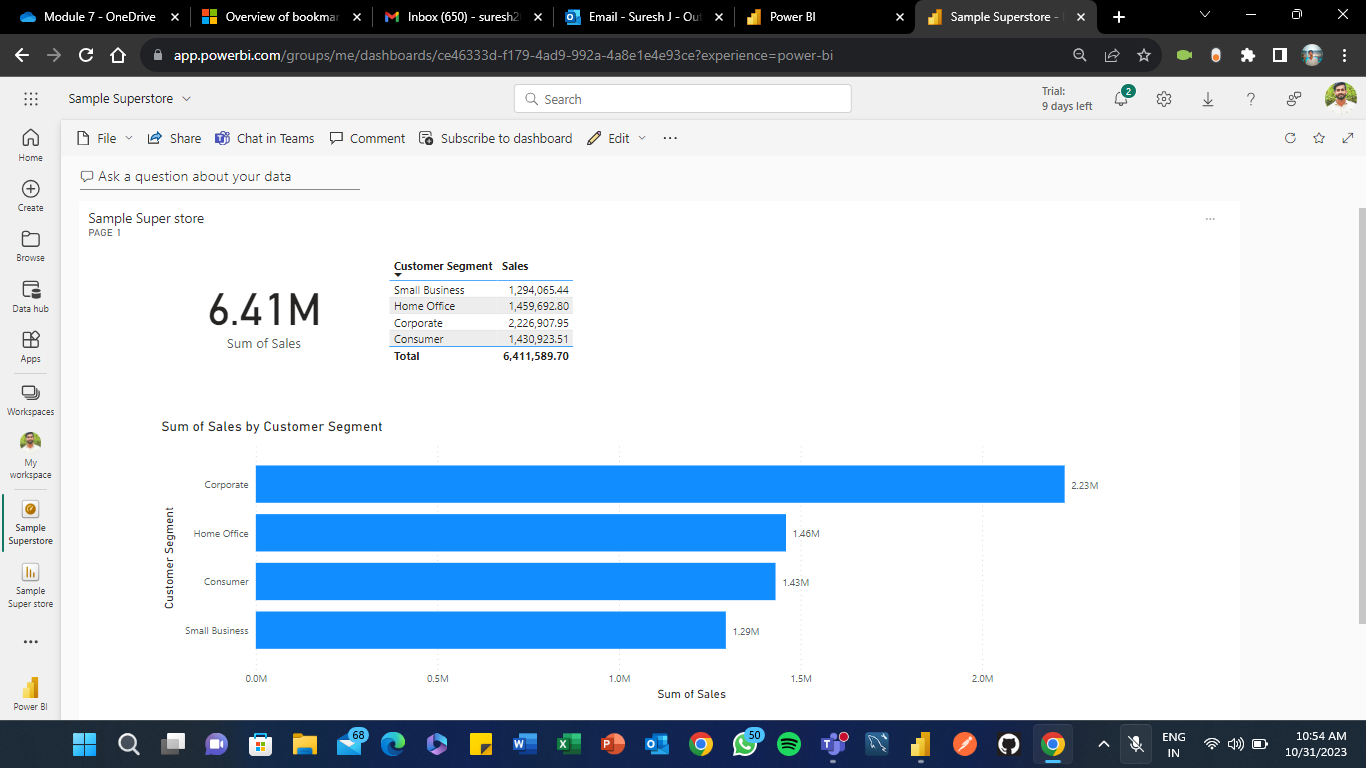 Module 7 - OneDrive
Overview of bookmar
Inbox (650) - suresh2
Email - Suresh J - Out
Power BI
Sample Superstore -
app.powerbi.com/groups/me/dashboards/ce46333d-f179-4ad9-992a-4a8e1e4e93ce?experience=power-bi
Sample Superstore
Search
Trial:
9 days left
2
File
Share
Chat in Teams
Comment
Subscribe to dashboard
Edit
Home
Create
Browse
Data hub
Apps
Workspaces
My
workspace
Sample
Superstore
Sample
Super store
Power BI
Ask a question about your data
Sample Super store
PAGE 1
6.41M
Sum of Sales
Customer Segment Sales
Small Business 1,294,065.44
Home Office 1,459,692.80
Corporate 2,226,907.95
Consumer 1,430,923.51
Total 6,411,589.70
Sum of Sales by Customer Segment
Customer Segment
Corporate 2.23M
Home Office 1.46M
Consumer 1.43M
Small Business 1.29M
0.0M 0.5M 1.0M 1.5M 2.0M
Sum of Sales
68
50
ENG
IN
10:54 AM
10/31/2023